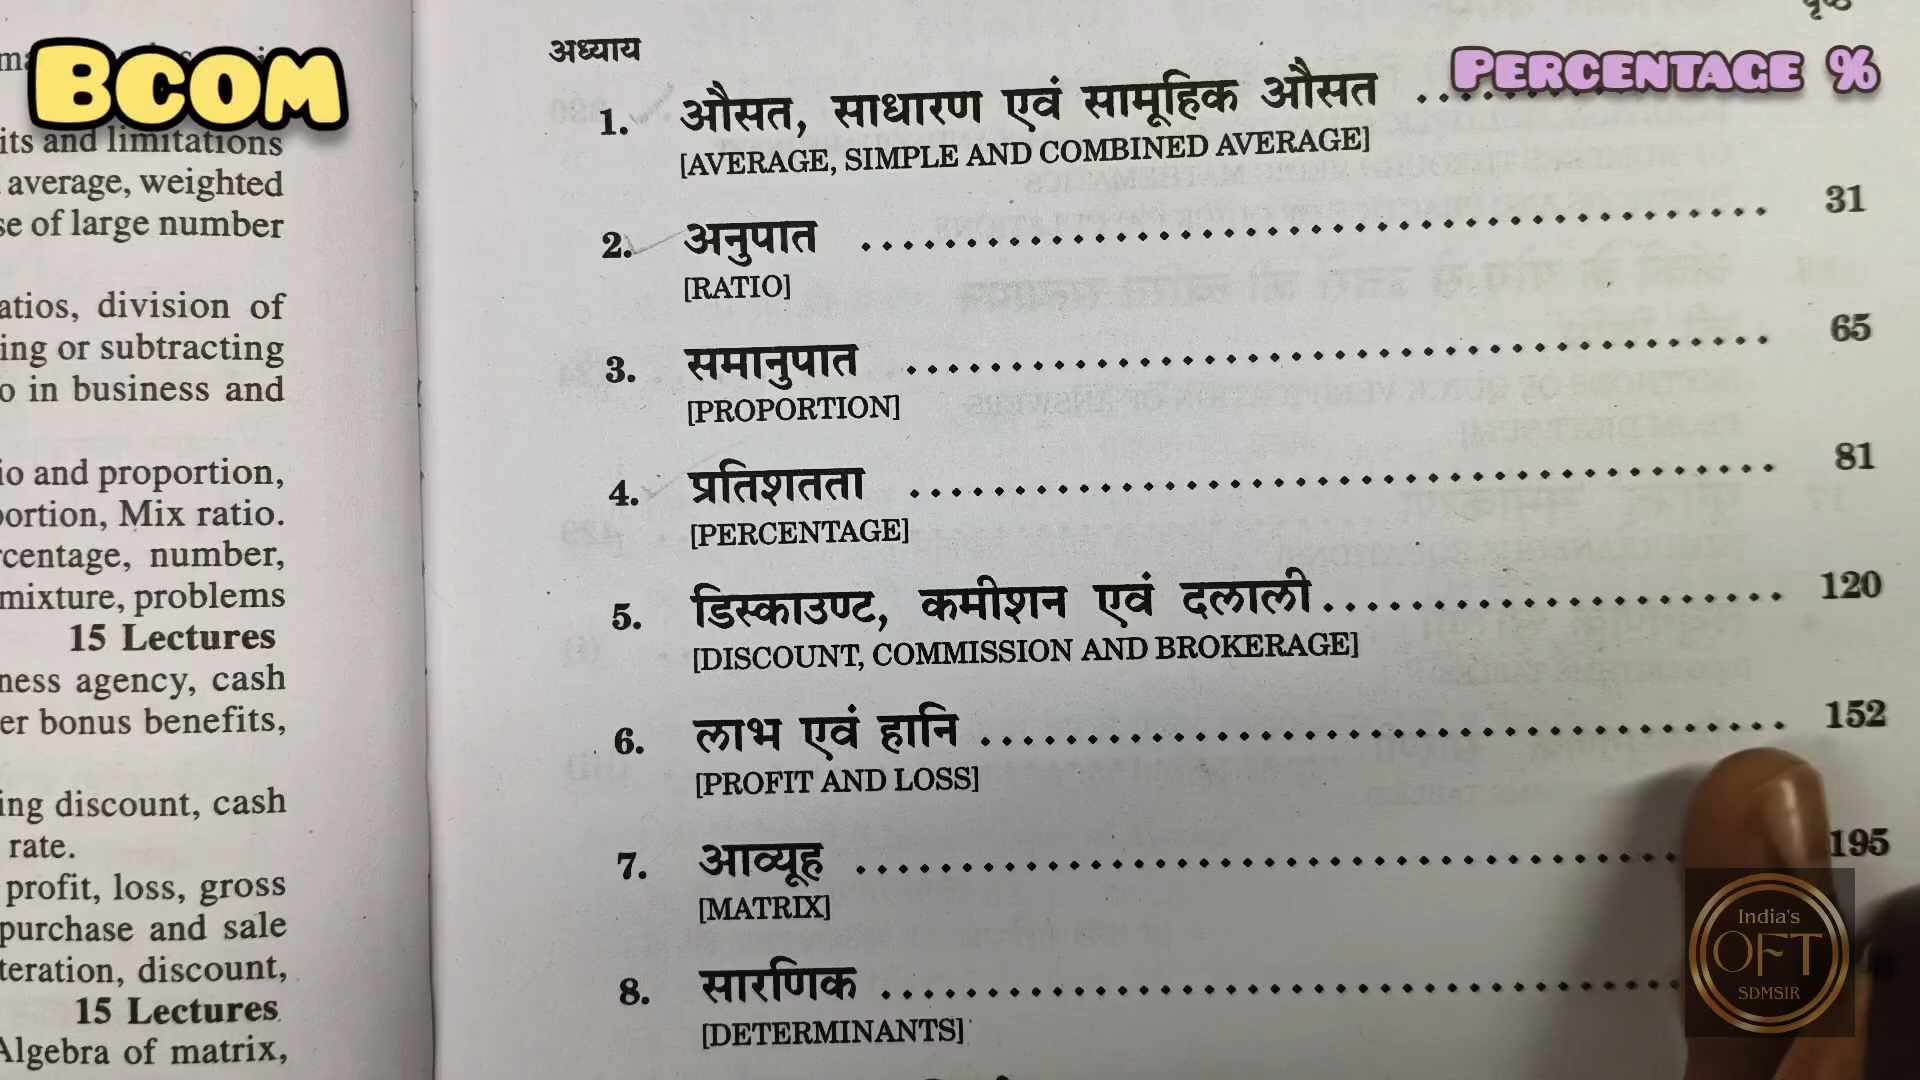 BCOM
PERCENTAGE %
its and limitations
average, weighted
se of large number
atios, division of
ing or subtracting
o in business and
io and proportion,
portion, Mix ratio.
rcentage, number,
mixture, problems
15 Lectures
ness agency, cash
er bonus benefits,
ing discount, cash
rate.
profit, loss, gross
purchase and sale
teration, discount,
15 Lectures
Algebra of matrix,
अध्याय
पृष्ठ
1. औसत, साधारण एवं सामूहिक औसत
[AVERAGE, SIMPLE AND COMBINED AVERAGE]
2. अनुपात 31
[RATIO]
3. समानुपात 65
[PROPORTION]
4. प्रतिशतता 81
[PERCENTAGE]
5. डिस्काउण्ट, कमीशन एवं दलाली 120
[DISCOUNT, COMMISSION AND BROKERAGE]
6. लाभ एवं हानि 152
[PROFIT AND LOSS]
7. आव्यूह 195
[MATRIX]
8. सारणिक
[DETERMINANTS]
India's
OFT
SDMSIR